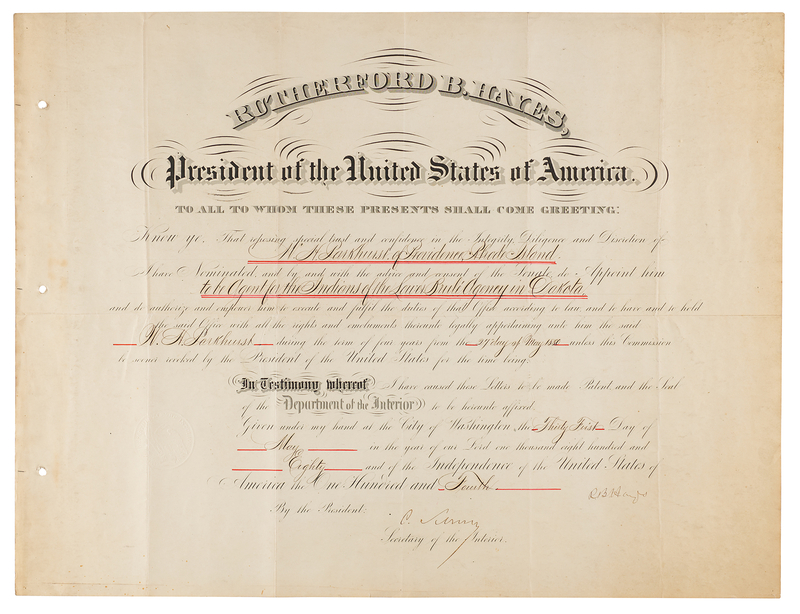 RUTHERFORD B. HAYES,
President of the United States of America.
TO ALL TO WHOM THESE PRESENTS SHALL COME GREETING:
Know ye, That reposing special trust and confidence in the Integrity, Diligence and Discretion of
W. H. Parkhurst, of Providence, Rhode Island,
I have Nominated, and by and with the advice and consent of the Senate, do Appoint him
to be Agent for the Indians of the Lower Brule Agency in Dakota,
and do authorize and empower him to execute and fulfil the duties of that Office according to law, and to have and to hold
the said Office with all the rights and emoluments thereunto legally appertaining unto him the said
W. H. Parkhurst during the term of four years from the 27 day of May 1880 unless this Commission
be sooner revoked by the President of the United States for the time being.
In Testimony whereof I have caused these Letters to be made Patent and the Seal
of the Department of the Interior to be hereunto affixed.
Given under my hand at the City of Washington, the Thirty First Day of
May in the year of our Lord one thousand eight hundred and
Eighty and of the Independence of the United States of
America the One Hundred and Fourth
R B Hayes
By the President:
C. Schurz
Secretary of the Interior.